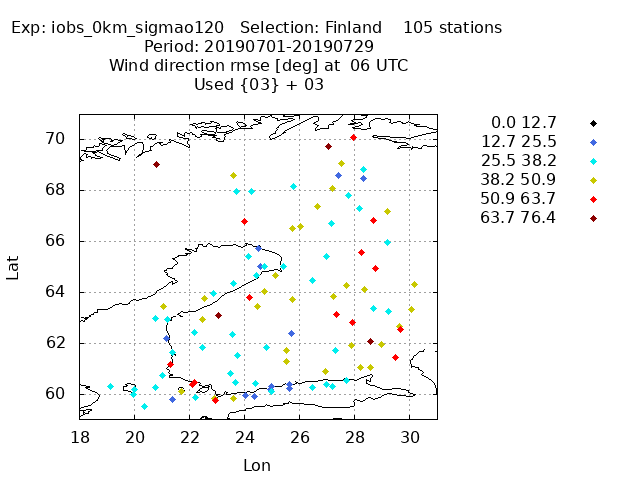 Exp: iobs_0km_sigmao120   Selection: Finland    105 stations
Period: 20190701-20190729
Wind direction rmse [deg] at  06 UTC
Used {03} + 03
0.0 12.7
12.7 25.5
25.5 38.2
38.2 50.9
50.9 63.7
63.7 76.4
70
68
66
64
62
60
Lat
18 20 22 24 26 28 30
Lon